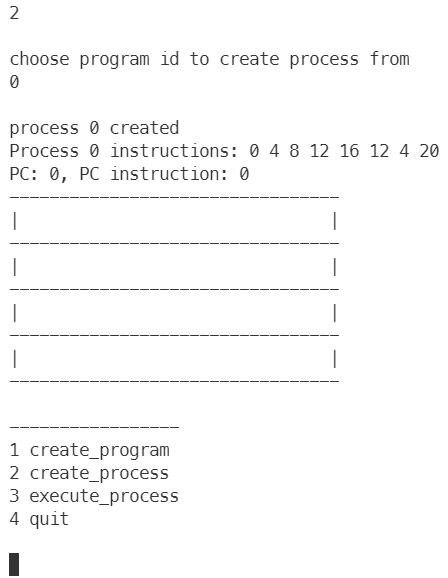 2
choose program id to create process from
0
process 0 created
Process 0 instructions: 0 4 8 12 16 12 4 20
PC: 0, PC instruction: 0
---------------------------------
|                               |
---------------------------------
|                               |
---------------------------------
|                               |
---------------------------------
|                               |
---------------------------------
-----------------
1 create_program
2 create_process
3 execute_process
4 quit